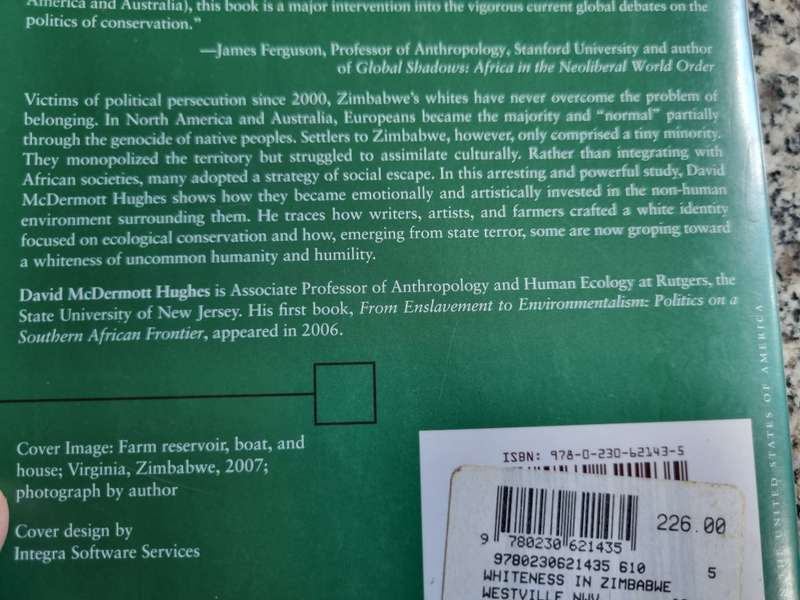 America and Australia), this book is a major intervention into the vigorous current global debates on the
politics of conservation."
—James Ferguson, Professor of Anthropology, Stanford University and author
of Global Shadows: Africa in the Neoliberal World Order
Victims of political persecution since 2000, Zimbabwe's whites have never overcome the problem of
belonging. In North America and Australia, Europeans became the majority and "normal" partially
through the genocide of native peoples. Settlers to Zimbabwe, however, only comprised a tiny minority.
They monopolized the territory but struggled to assimilate culturally. Rather than integrating with
African societies, many adopted a strategy of social escape. In this arresting and powerful study, David
McDermott Hughes shows how they became emotionally and artistically invested in the non-human
environment surrounding them. He traces how writers, artists, and farmers crafted a white identity
focused on ecological conservation and how, emerging from state terror, some are now groping toward
a whiteness of uncommon humanity and humility.
David McDermott Hughes is Associate Professor of Anthropology and Human Ecology at Rutgers, the
State University of New Jersey. His first book, From Enslavement to Environmentalism: Politics on a
Southern African Frontier, appeared in 2006.
Cover Image: Farm reservoir, boat, and
house; Virginia, Zimbabwe, 2007;
photograph by author
Cover design by
Integra Software Services
ISBN: 978-0-230-62143-5
226.00
9 780230 621435
9780230621435 610 5
WHITENESS IN ZIMBABWE
WESTVILLE NWV
UNITED STATES OF AMERICA